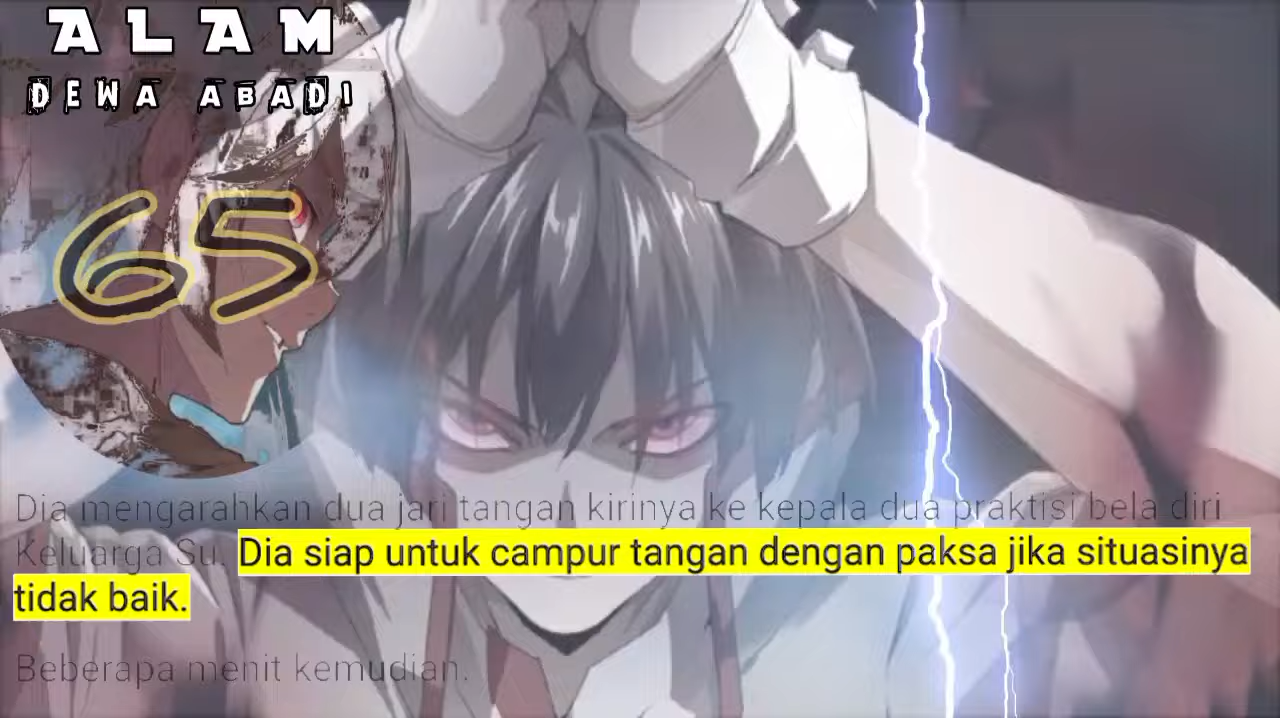 ALAM
DEWA ABADI
65
Dia mengarahkan dua jari tangan kirinya ke kepala dua praktisi bela diri
Keluarga Su. Dia siap untuk campur tangan dengan paksa jika situasinya
tidak baik.
Beberapa menit kemudian.